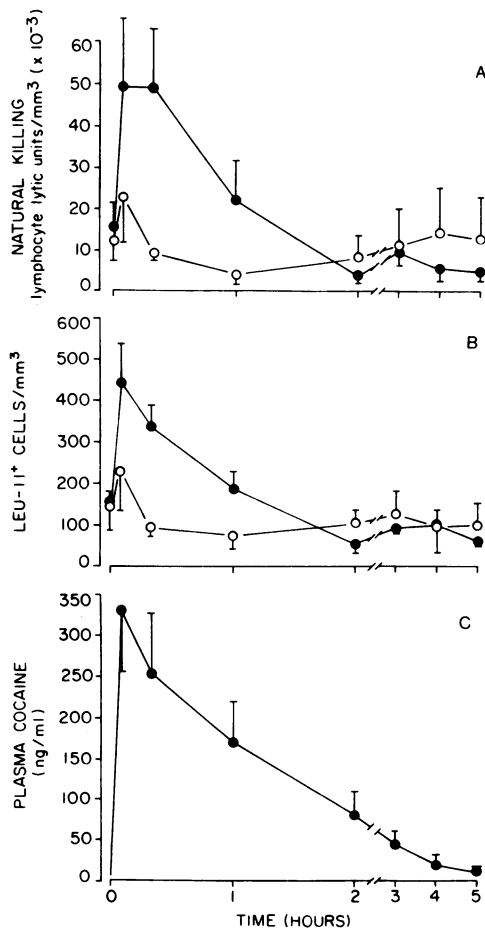 A
NATURAL KILLING
lymphocyte lytic units/mm³ (x 10⁻³)
60
50
40
30
20
10
0
B
LEU-11⁺ CELLS/mm³
600
500
400
300
200
100
0
C
PLASMA COCAINE
(ng/ml)
350
300
250
200
150
100
50
0
0 1 2 3 4 5
TIME (HOURS)